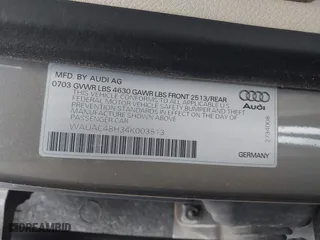 MFD. BY AUDI AG
0703 GVWR LBS 4630 GAWR LBS FRONT 2513/REAR
THIS VEHICLE CONFORMS TO ALL APPLICABLE
FEDERAL MOTOR VEHICLE SAFETY BUMPER AND
THEFT PREVENTION STANDARDS IN EFFECT ON THE
DATE OF MANUFACTURE SHOWN ABOVE
PASSENGER CAR
Audi
GERMANY
DREAMBID